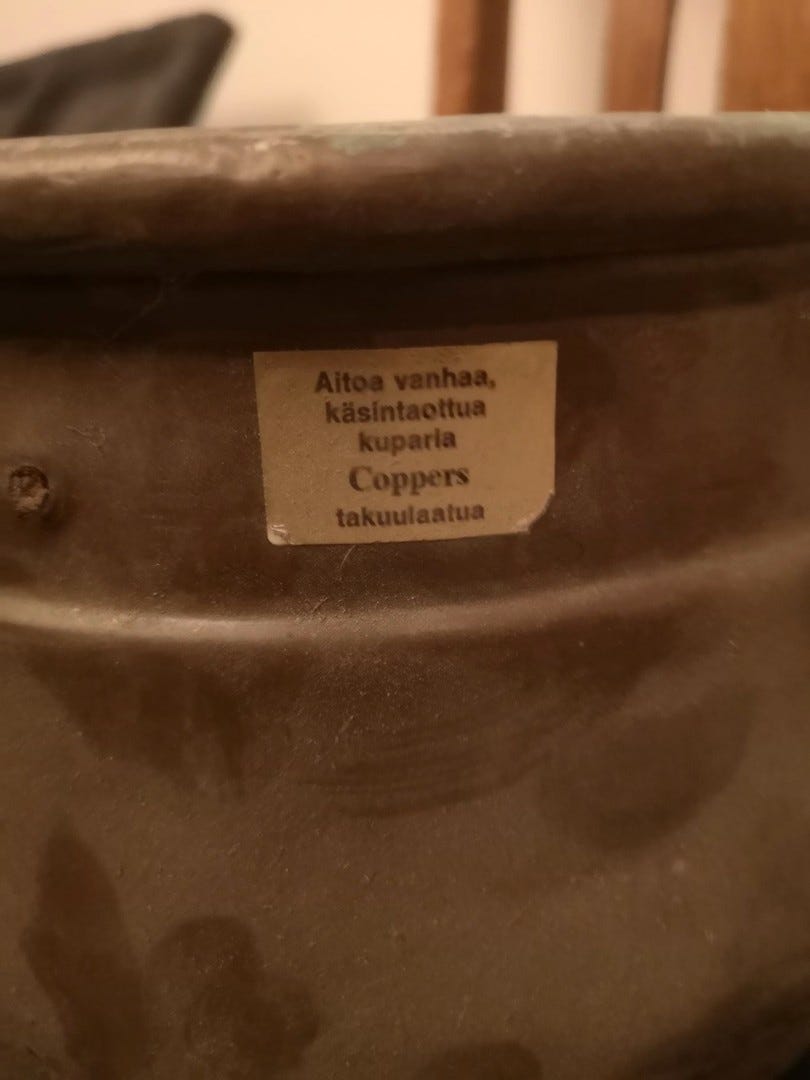 Aitoa vanhaa,
käsintaottua
kuparia
Coppers
takuulaatua